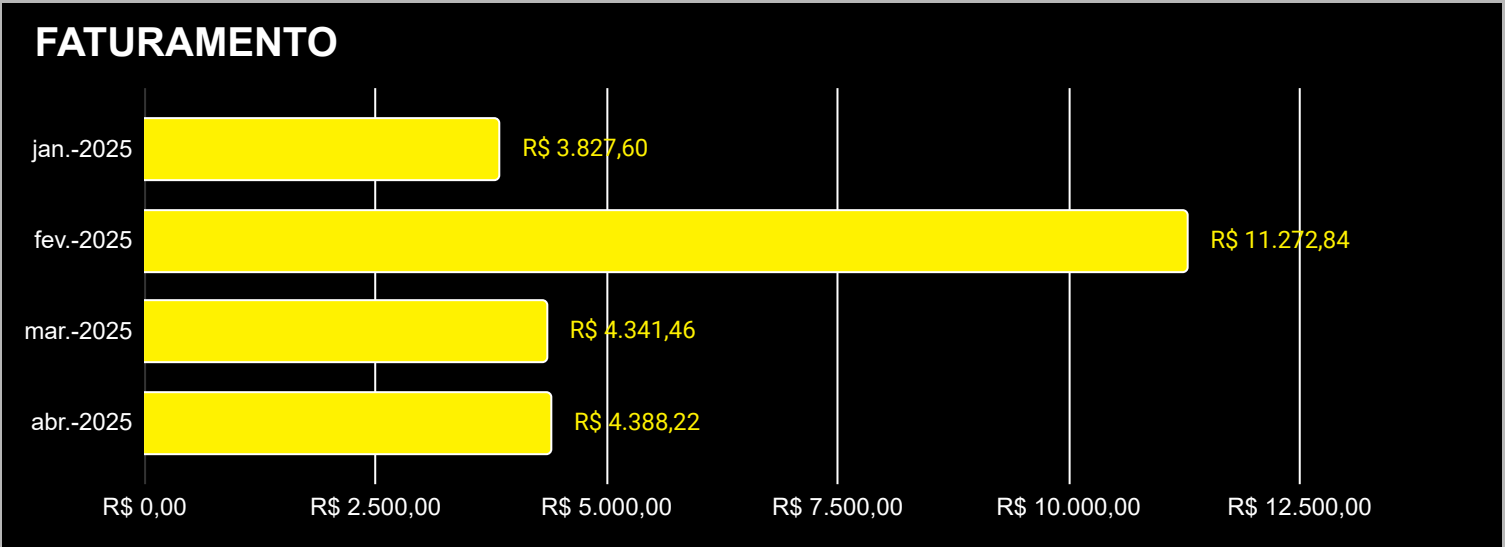 FATURAMENTO
jan.-2025 R$ 3.827,60
fev.-2025 R$ 11.272,84
mar.-2025 R$ 4.341,46
abr.-2025 R$ 4.388,22
R$ 0,00 R$ 2.500,00 R$ 5.000,00 R$ 7.500,00 R$ 10.000,00 R$ 12.500,00